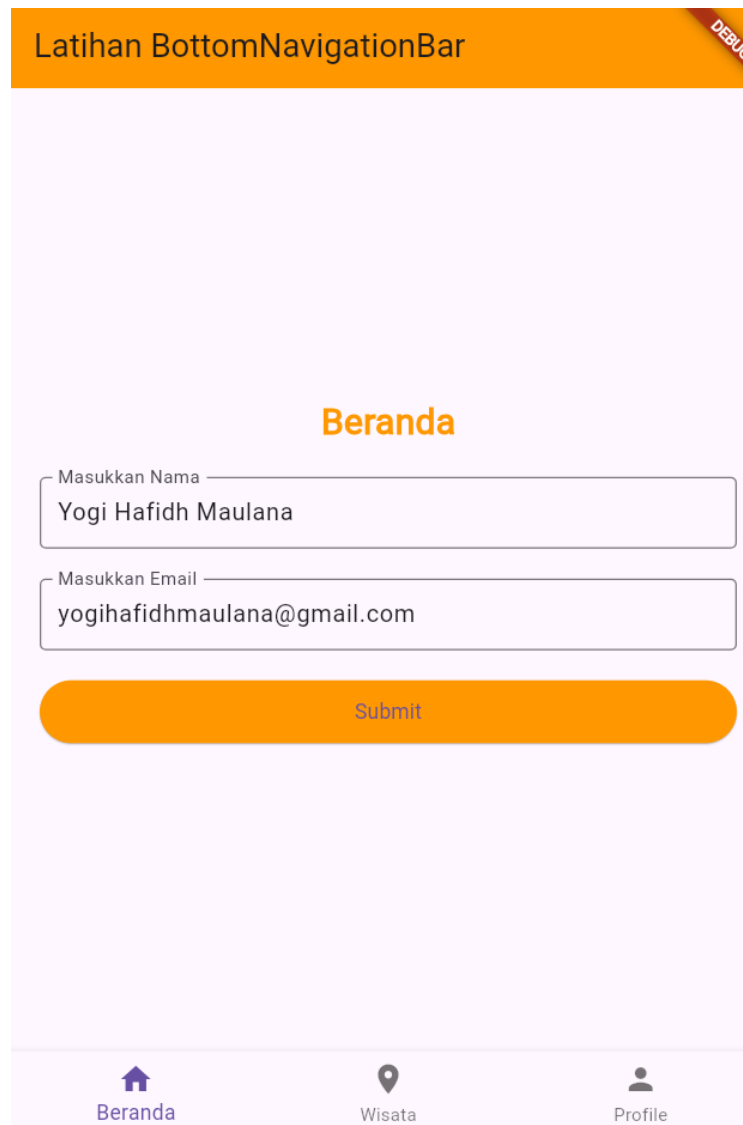 Latihan BottomNavigationBar
Beranda
Masukkan Nama
Yogi Hafidh Maulana
Masukkan Email
yogihafidhmaulana@gmail.com
Submit
Beranda
Wisata
Profile